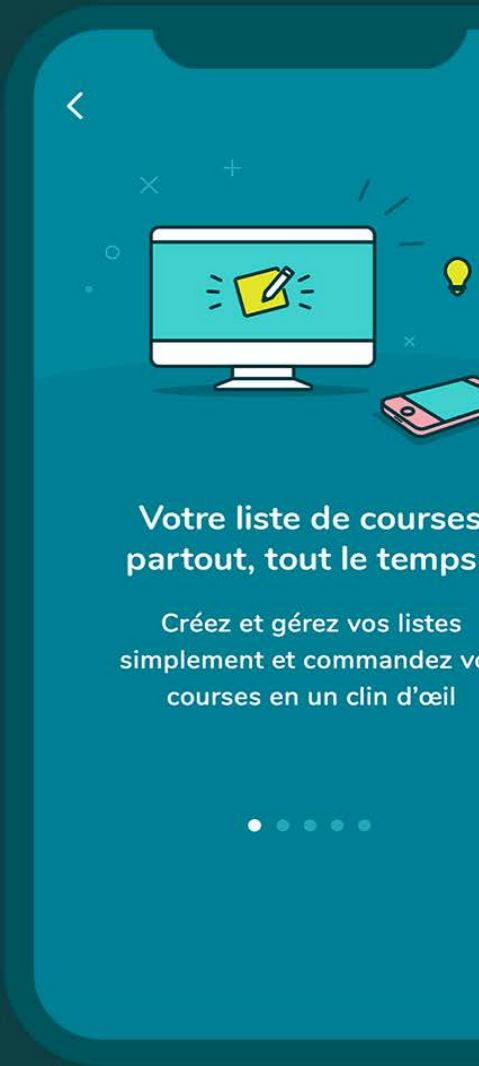 Votre liste de courses
partout, tout le temps
Créez et gérez vos listes
simplement et commandez
courses en un clin d'œil